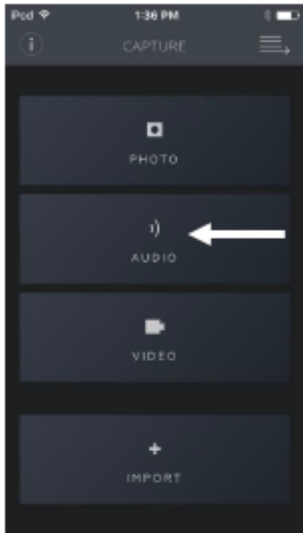 iPod 1:36 PM
CAPTURE
PHOTO
AUDIO
VIDEO
IMPORT